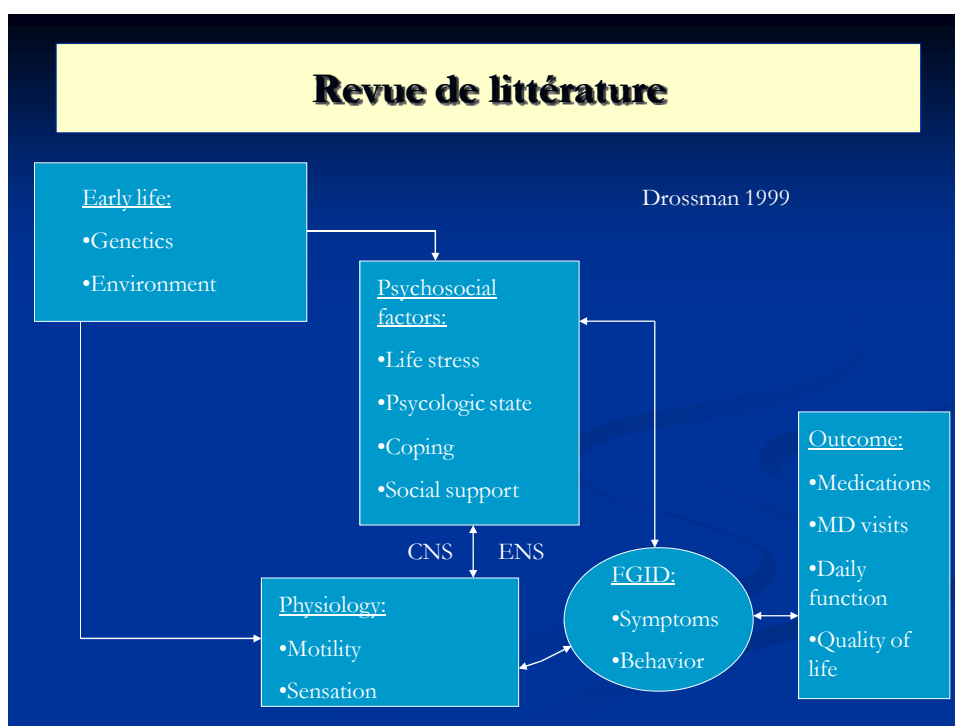 Revue de littérature
Early life:
•Genetics
•Environment
Drossman 1999
Psychosocial
factors:
•Life stress
•Psycologic state
•Coping
•Social support
CNS
ENS
Physiology:
•Motility
•Sensation
FGID:
•Symptoms
•Behavior
Outcome:
•Medications
•MD visits
•Daily
function
•Quality of
life